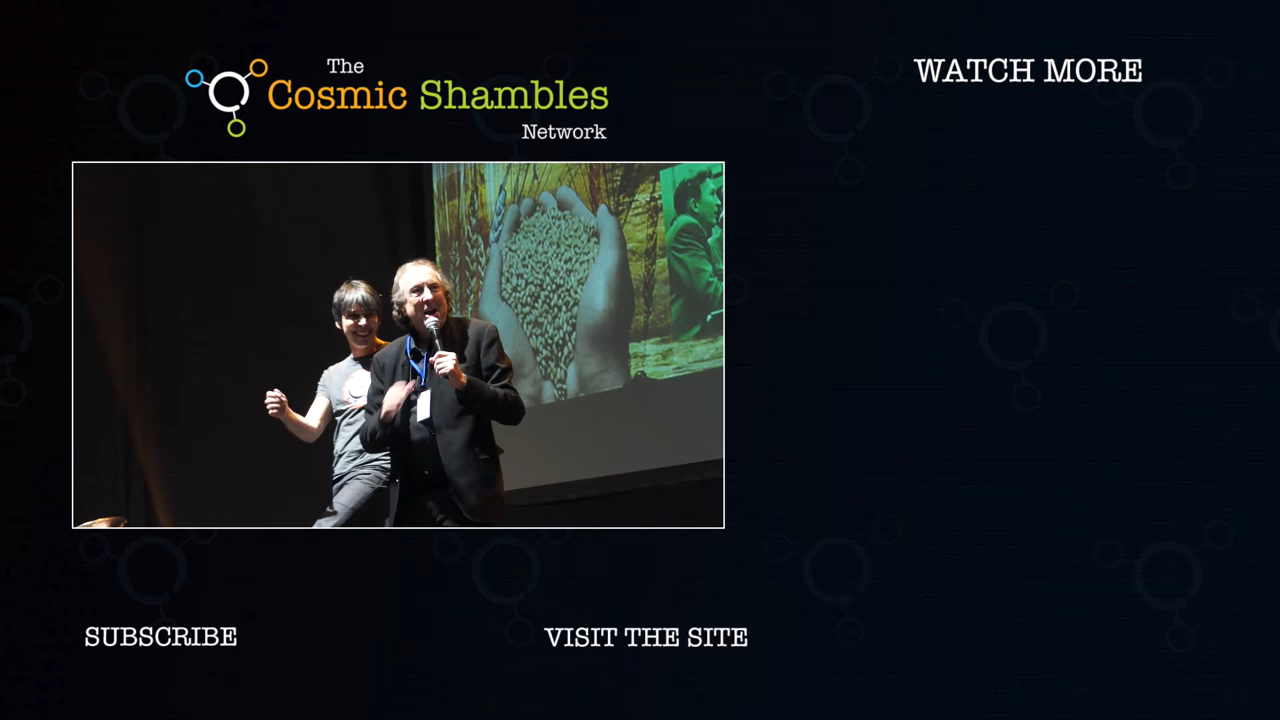 The
Cosmic Shambles
Network
WATCH MORE
SUBSCRIBE
VISIT THE SITE